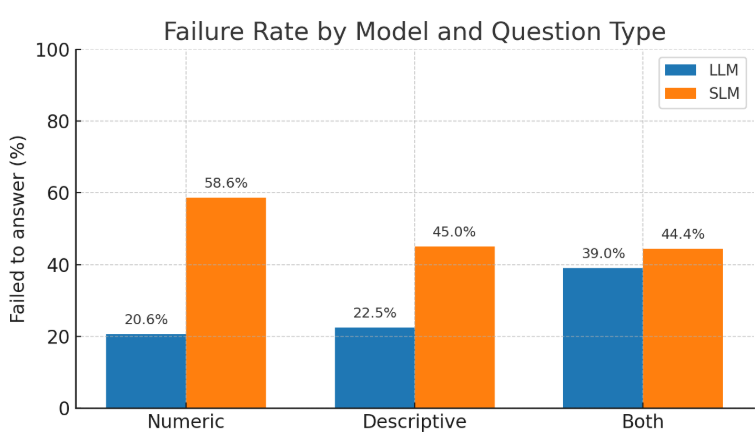 Failure Rate by Model and Question Type
100
80
60
40
20
0
Failed to answer (%)
LLM
SLM
20.6%
58.6%
22.5%
45.0%
39.0%
44.4%
Numeric
Descriptive
Both